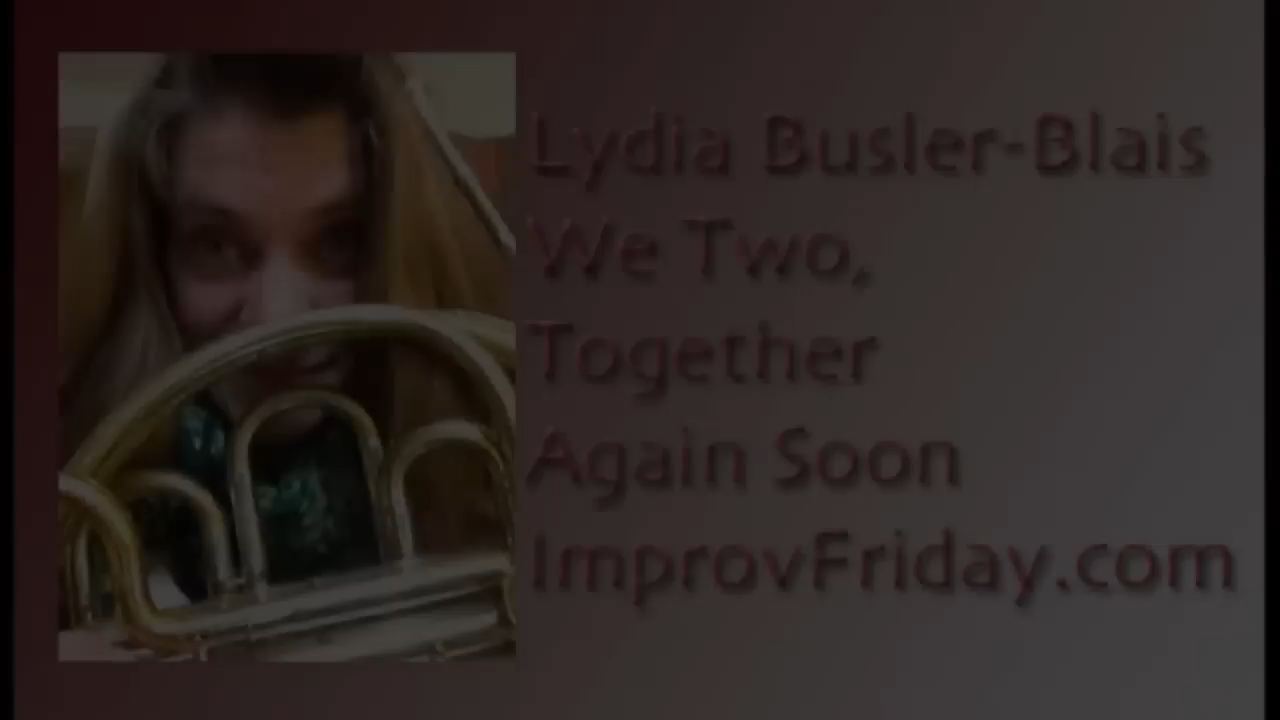 Lydia Busler-Blais
We Two,
Together
Again Soon
ImprovFriday.com